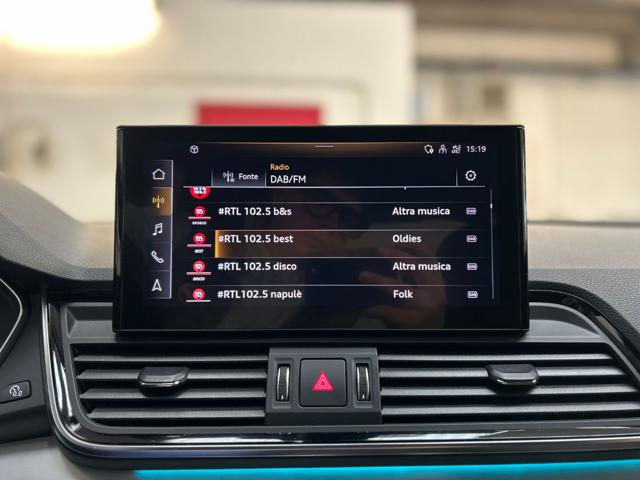 15:19
Fonte
Radio
DAB/FM
#RTL 102.5 b&s Altra musica
#RTL 102.5 best Oldies
#RTL 102.5 disco Altra musica
#RTL102.5 napulè Folk